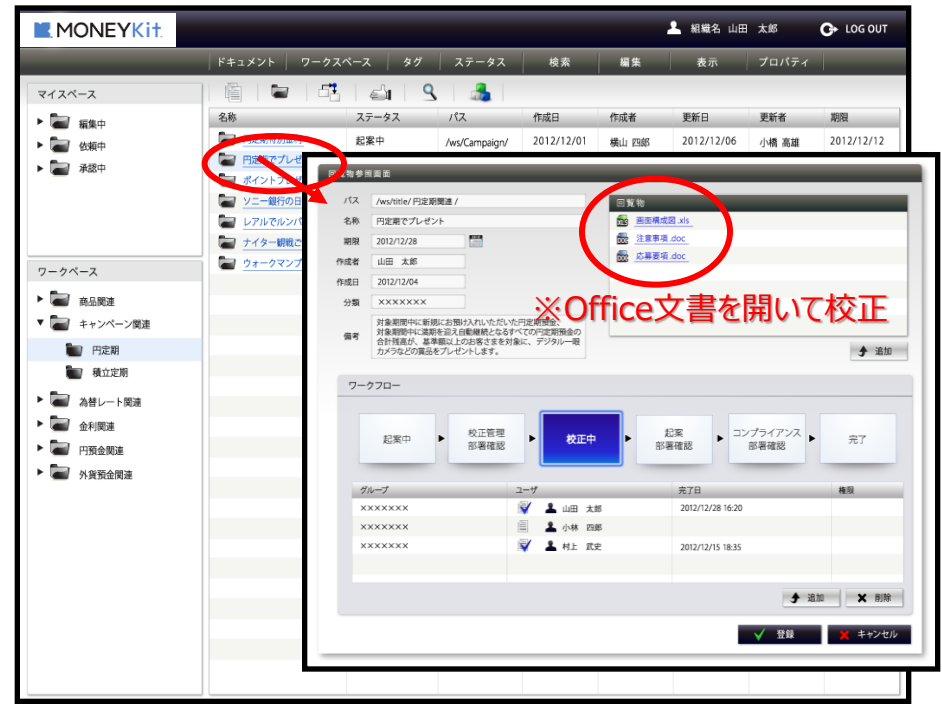 MONEYKit.
組織名 山田 太郎
LOG OUT
ドキュメント ワークスペース タグ ステータス 検索 編集 表示 プロパティ
マイスペース
編集中
依頼中
承認中
ワークペース
商品関連
キャンペーン関連
円定期
積立定期
為替レート関連
金利関連
円預金関連
外貨預金関連
名称 ステータス パス 作成日 作成者 更新日 更新者 期限
起案中 /ws/Campaign/ 2012/12/01 横山 四郎 2012/12/06 小橋 高雄 2012/12/12
円定期でプレゼ
ポイントプレゼ
ソニー銀行の日
レアルでルンバ
ナイター観戦ご
ウォークマンプ
回覧物参照画面
パス /ws/title/ 円定期関連 /
名称 円定期でプレゼント
期限 2012/12/28
作成者 山田 太郎
作成日 2012/12/04
分類 ×××××××
備考 対象期間中に新規にお預け入れいただいた円定期預金、
対象期間中に満期を迎え自動継続となるすべての円定期預金の
合計残高が、基準額以上のお客さまを対象に、デジタル一眼
カメラなどの賞品をプレゼントします。
回覧物
画面構成図 .xls
注意事項 .doc
応募要項 .doc
※Office文書を開いて校正
追加
ワークフロー
起案中
校正管理
部署確認
校正中
起案
部署確認
コンプライアンス
部署確認
完了
グループ ユーザ 完了日 権限
××××××× 山田 太郎 2012/12/28 16:20
××××××× 小林 四郎
××××××× 村上 武史 2012/12/15 18:35
追加 削除
登録 キャンセル